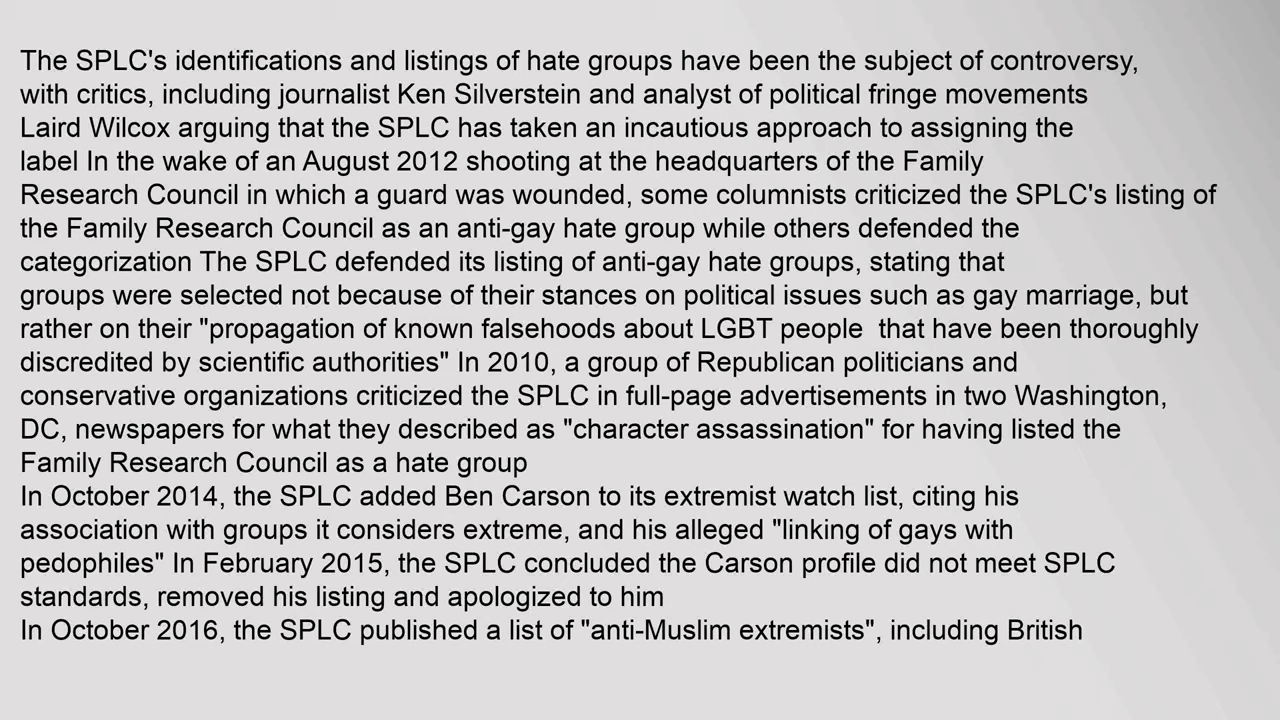 The SPLC's identifications and listings of hate groups have been the subject of controversy,
with critics, including journalist Ken Silverstein and analyst of political fringe movements
Laird Wilcox arguing that the SPLC has taken an incautious approach to assigning the
label In the wake of an August 2012 shooting at the headquarters of the Family
Research Council in which a guard was wounded, some columnists criticized the SPLC's listing of
the Family Research Council as an anti-gay hate group while others defended the
categorization The SPLC defended its listing of anti-gay hate groups, stating that
groups were selected not because of their stances on political issues such as gay marriage, but
rather on their "propagation of known falsehoods about LGBT people  that have been thoroughly
discredited by scientific authorities" In 2010, a group of Republican politicians and
conservative organizations criticized the SPLC in full-page advertisements in two Washington,
DC, newspapers for what they described as "character assassination" for having listed the
Family Research Council as a hate group
In October 2014, the SPLC added Ben Carson to its extremist watch list, citing his
association with groups it considers extreme, and his alleged "linking of gays with
pedophiles" In February 2015, the SPLC concluded the Carson profile did not meet SPLC
standards, removed his listing and apologized to him
In October 2016, the SPLC published a list of "anti-Muslim extremists", including British